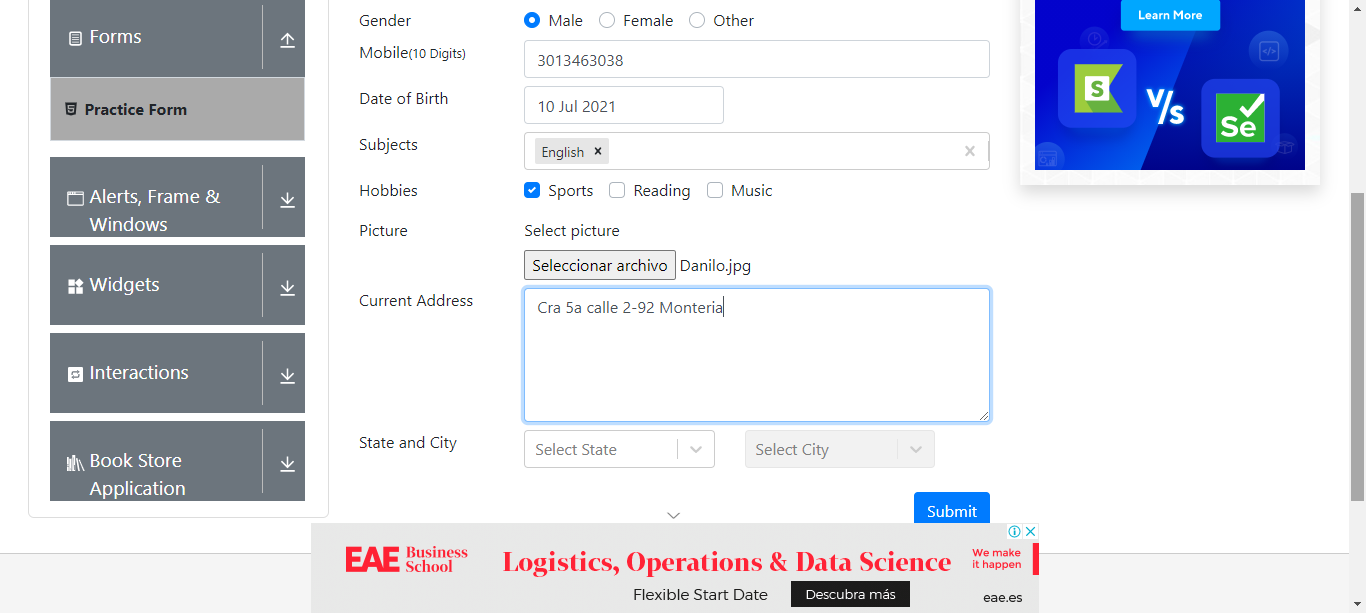 Forms
Practice Form
Alerts, Frame &
Windows
Widgets
Interactions
Book Store
Application
Gender
Male
Female
Other
Mobile(10 Digits)
3013463038
Date of Birth
10 Jul 2021
Subjects
English ×
Hobbies
Sports
Reading
Music
Picture
Select picture
Seleccionar archivo Danilo.jpg
Current Address
Cra 5a calle 2-92 Monteria
State and City
Select State
Select City
Submit
Learn More
S
V/s
Se
EAE Business
School
Logistics, Operations & Data Science
Flexible Start Date
Descubra más
We make
it happen
eae.es